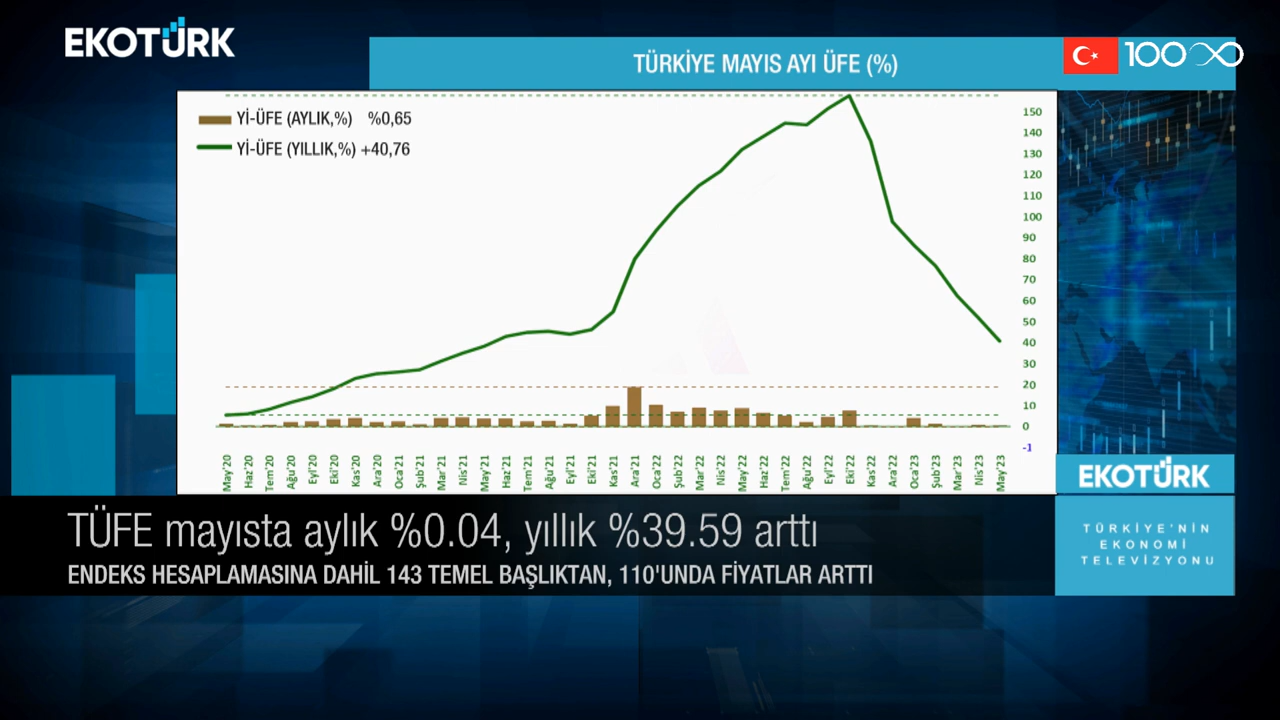 EKOTÜRK
TÜRKİYE MAYIS AYI ÜFE (%)
100
Yİ-ÜFE (AYLIK,%) %0,65
Yİ-ÜFE (YILLIK,%) +40,76
150
140
130
120
110
100
90
80
70
60
50
40
30
20
10
0
-1
May'20
Haz'20
Tem'20
Ağu'20
Eyl'20
Eki'20
Kas'20
Ara'20
Oca'21
Şub'21
Mar'21
Nis'21
May'21
Haz'21
Tem'21
Ağu'21
Eyl'21
Eki'21
Kas'21
Ara'21
Oca'22
Şub'22
Mar'22
Nis'22
May'22
Haz'22
Tem'22
Ağu'22
Eyl'22
Eki'22
Kas'22
Ara'22
Oca'23
Şub'23
Mar'23
Nis'23
May'23
EKOTÜRK
TÜFE mayısta aylık %0.04, yıllık %39.59 arttı
ENDEKS HESAPLAMASINA DAHİL 143 TEMEL BAŞLIKTAN, 110'UNDA FİYATLAR ARTTI
TÜRKİYE'NİN
EKONOMİ
TELEVİZYONU